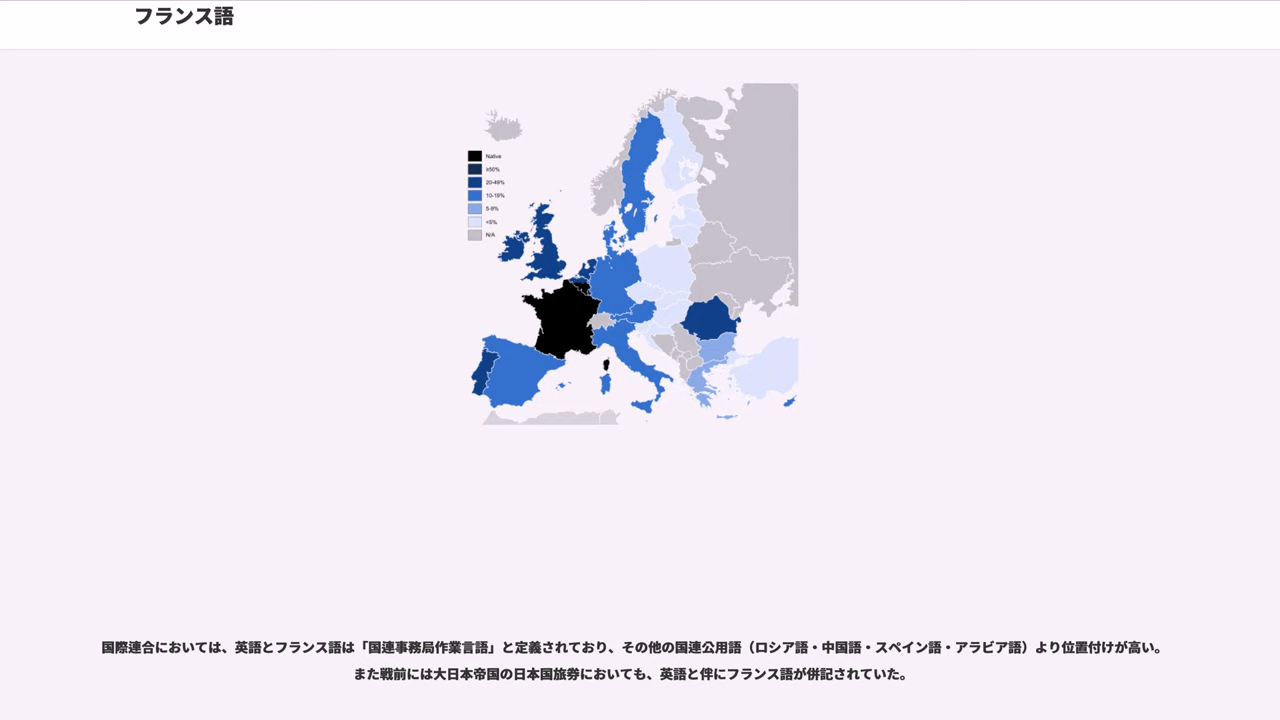 フランス語
Native
≥50%
20-49%
10-19%
5-9%
<5%
N/A
国際連合においては、英語とフランス語は「国連事務局作業言語」と定義されており、その他の国連公用語（ロシア語・中国語・スペイン語・アラビア語）より位置付けが高い。
また戦前には大日本帝国の日本国旅券においても、英語と伴にフランス語が併記されていた。